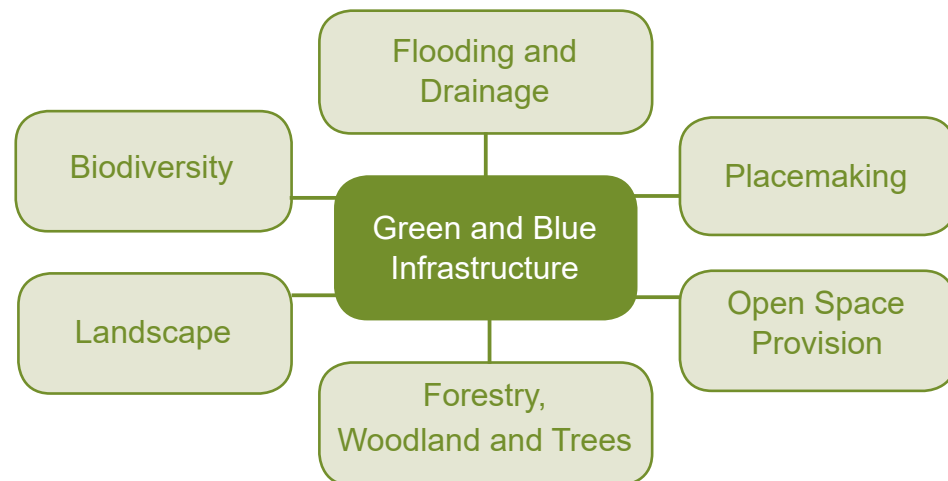 Flooding and
Drainage
Biodiversity
Placemaking
Green and Blue
Infrastructure
Landscape
Open Space
Provision
Forestry,
Woodland and Trees